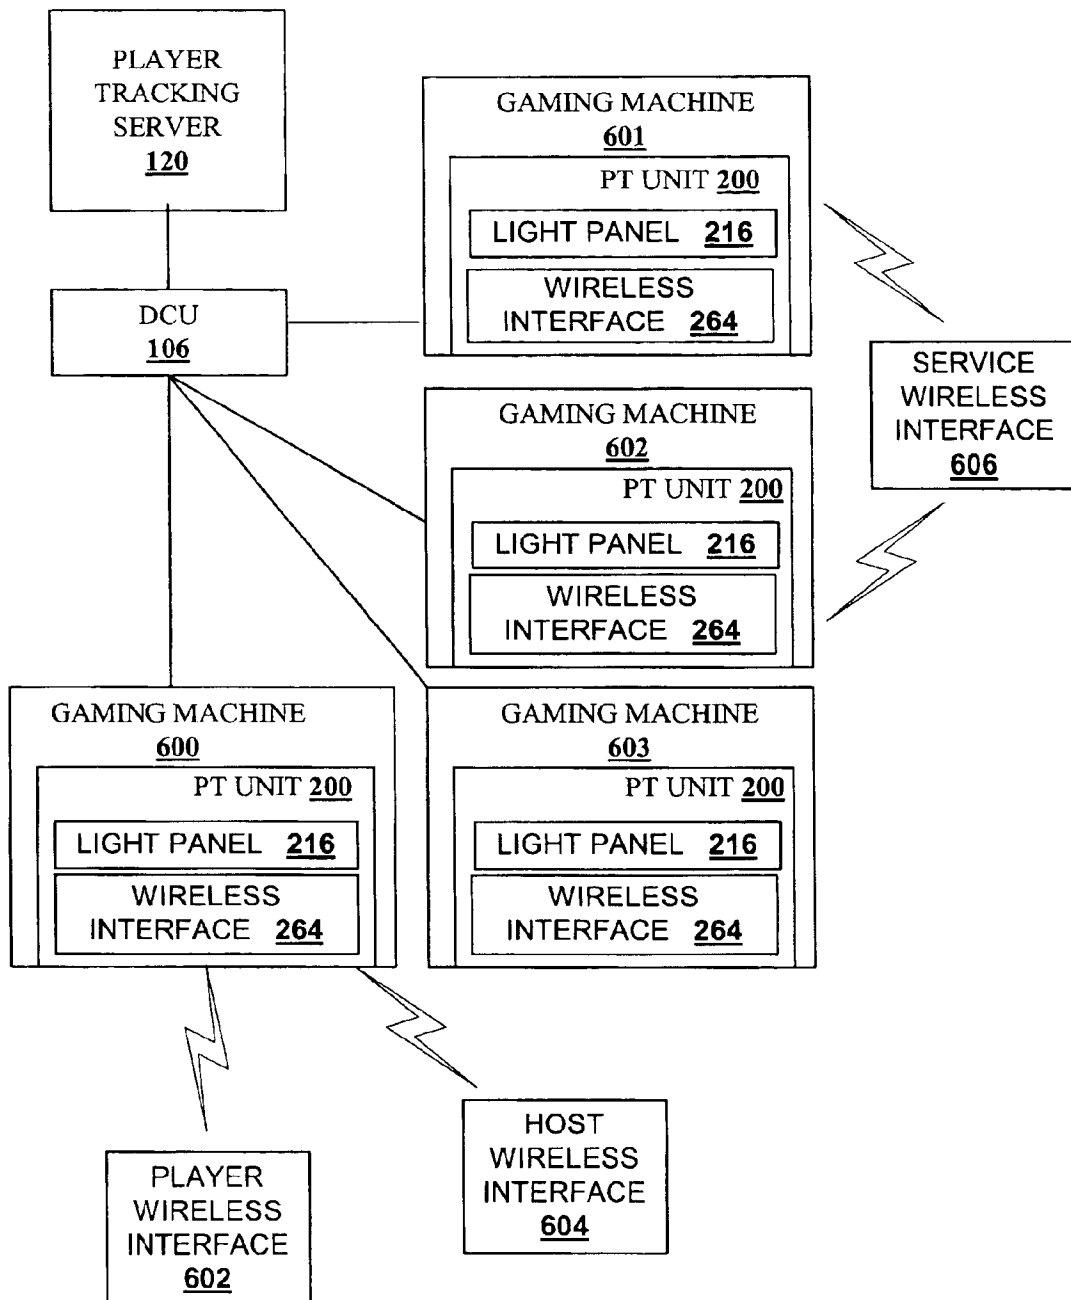 PLAYER
TRACKING
SERVER
120
GAMING MACHINE
601
PT UNIT 200
LIGHT PANEL 216
WIRELESS
INTERFACE 264
DCU
106
SERVICE
WIRELESS
INTERFACE
606
GAMING MACHINE
602
PT UNIT 200
LIGHT PANEL 216
WIRELESS
INTERFACE 264
GAMING MACHINE
600
PT UNIT 200
LIGHT PANEL 216
WIRELESS
INTERFACE 264
GAMING MACHINE
603
PT UNIT 200
LIGHT PANEL 216
WIRELESS
INTERFACE 264
HOST
WIRELESS
INTERFACE
604
PLAYER
WIRELESS
INTERFACE
602